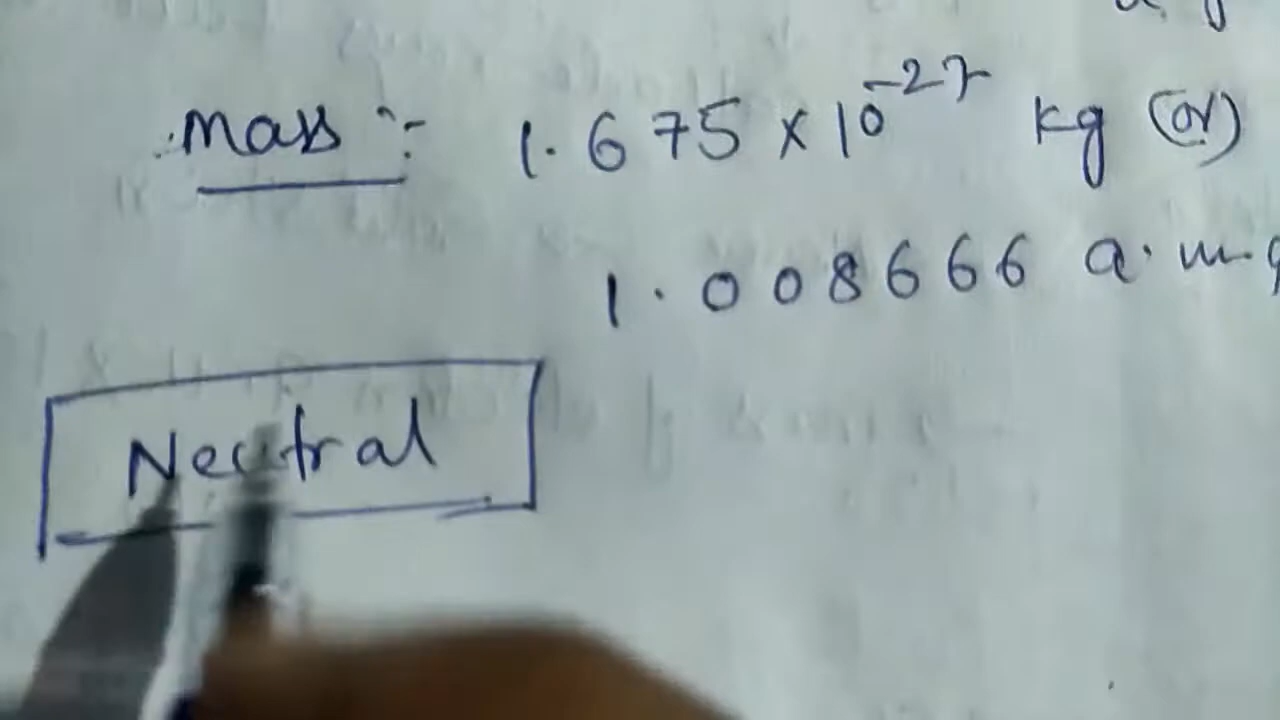 Mass :- 1.675 × 10⁻²⁷ kg (or)
1.008666 a.m.
Neutral